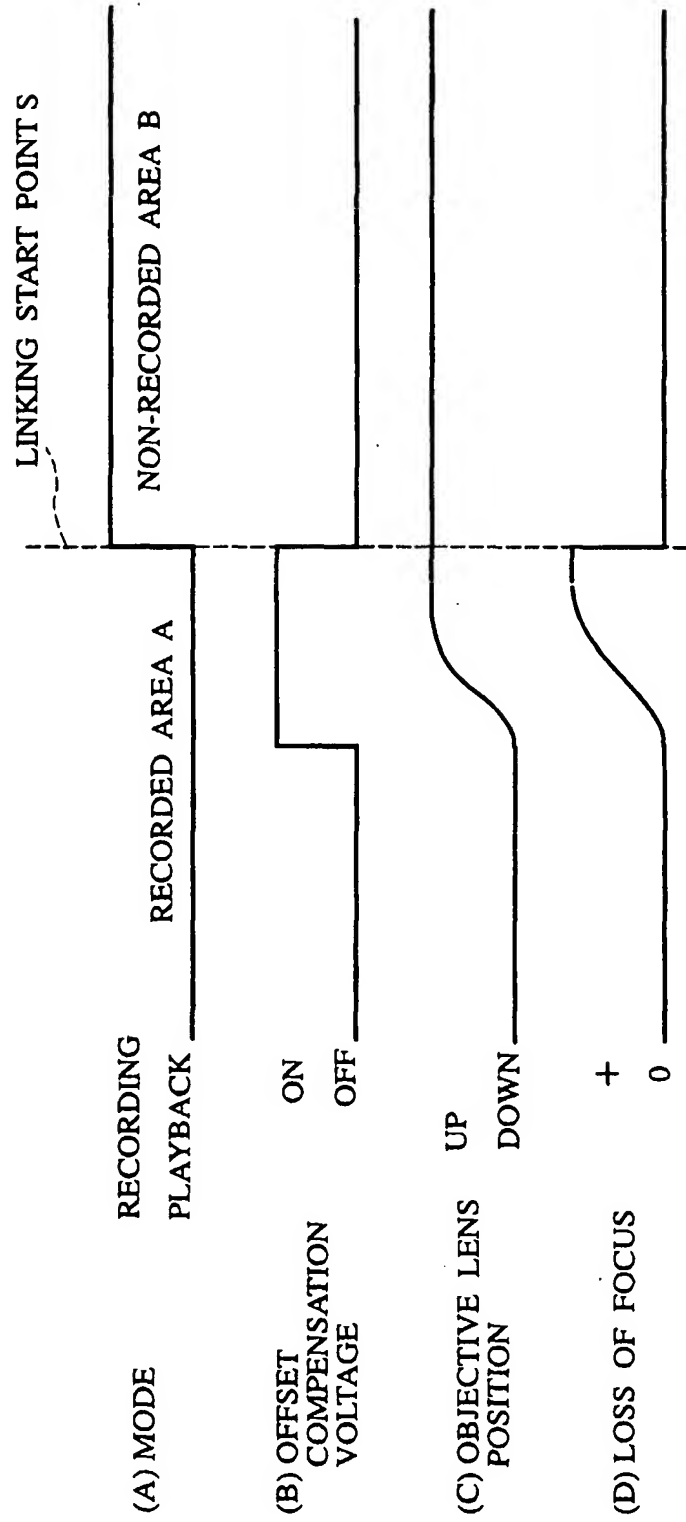 LINKING START POINT S
(A) MODE
RECORDING
PLAYBACK
RECORDED AREA A
NON-RECORDED AREA B
(B) OFFSET
COMPENSATION
VOLTAGE
ON
OFF
(C) OBJECTIVE LENS
POSITION
UP
DOWN
(D) LOSS OF FOCUS
+
0